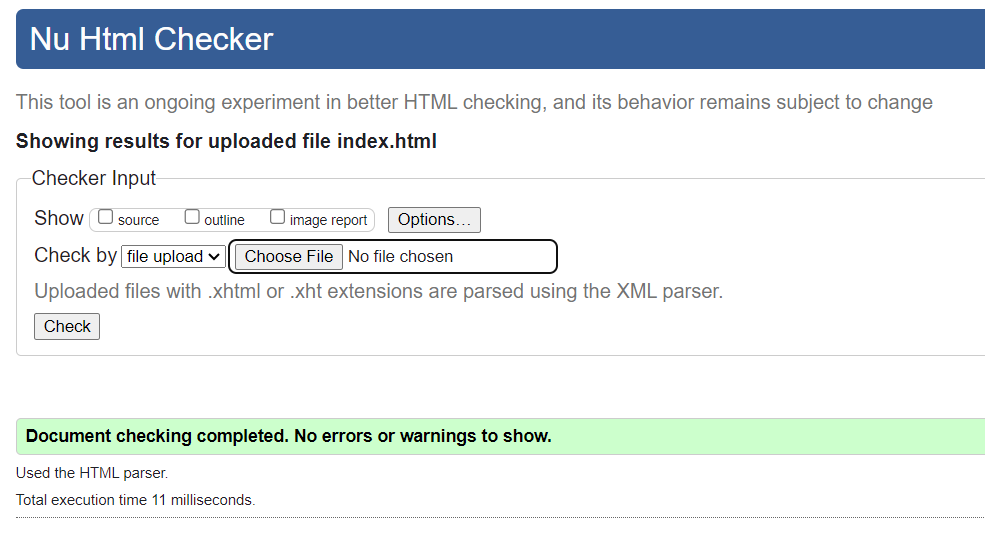 Nu Html Checker
This tool is an ongoing experiment in better HTML checking, and its behavior remains subject to change
Showing results for uploaded file index.html
Checker Input
Show source outline image report Options...
Check by file upload Choose File No file chosen
Uploaded files with .xhtml or .xht extensions are parsed using the XML parser.
Check
Document checking completed. No errors or warnings to show.
Used the HTML parser.
Total execution time 11 milliseconds.